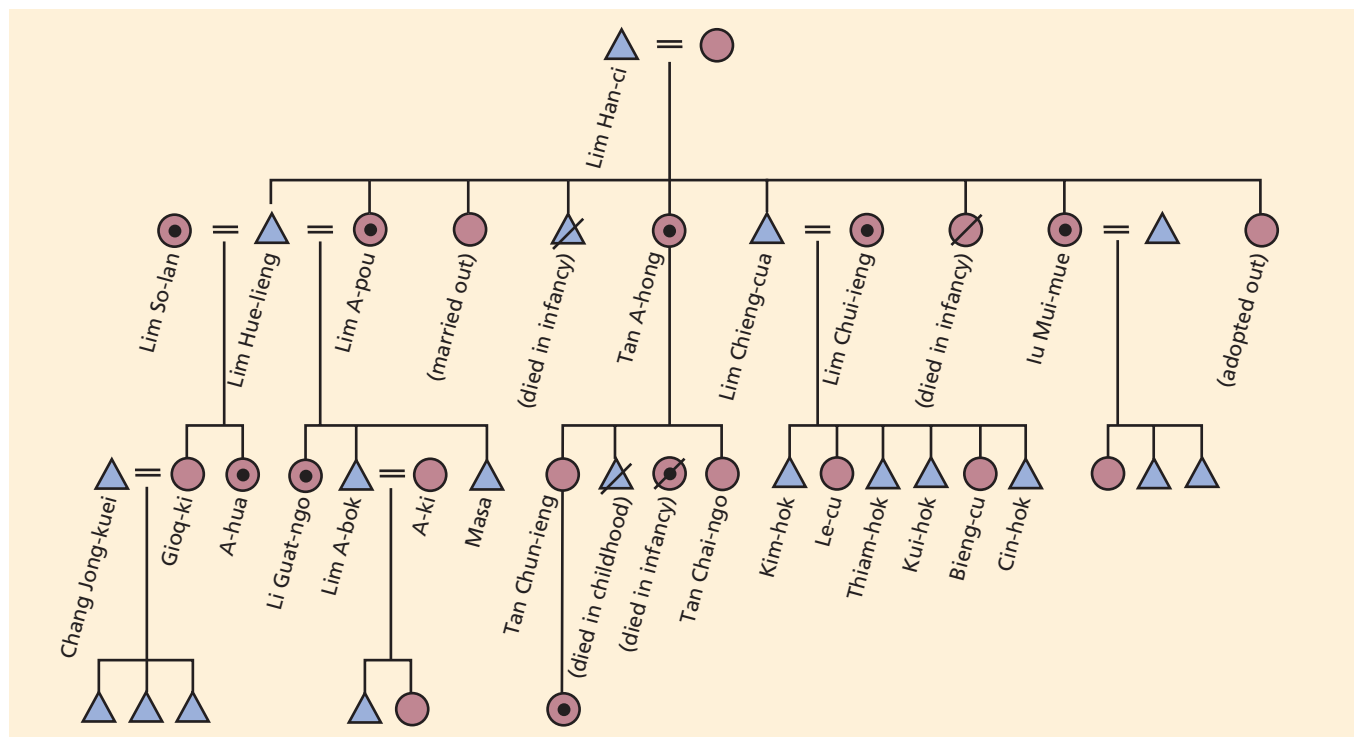 Lim Han-ci
Lim So-lan
Lim Hue-lieng
Lim A-pou
(married out)
(died in infancy)
Tan A-hong
Lim Chieng-cua
Lim Chui-ieng
(died in infancy)
Iu Mui-mue
(adopted out)
Chang Jong-kuei
Gioq-ki
A-hua
Li Guat-ngo
Lim A-bok
A-ki
Masa
Tan Chun-ieng
(died in childhood)
(died in infancy)
Tan Chai-ngo
Kim-hok
Le-cu
Thiam-hok
Kui-hok
Bieng-cu
Cin-hok